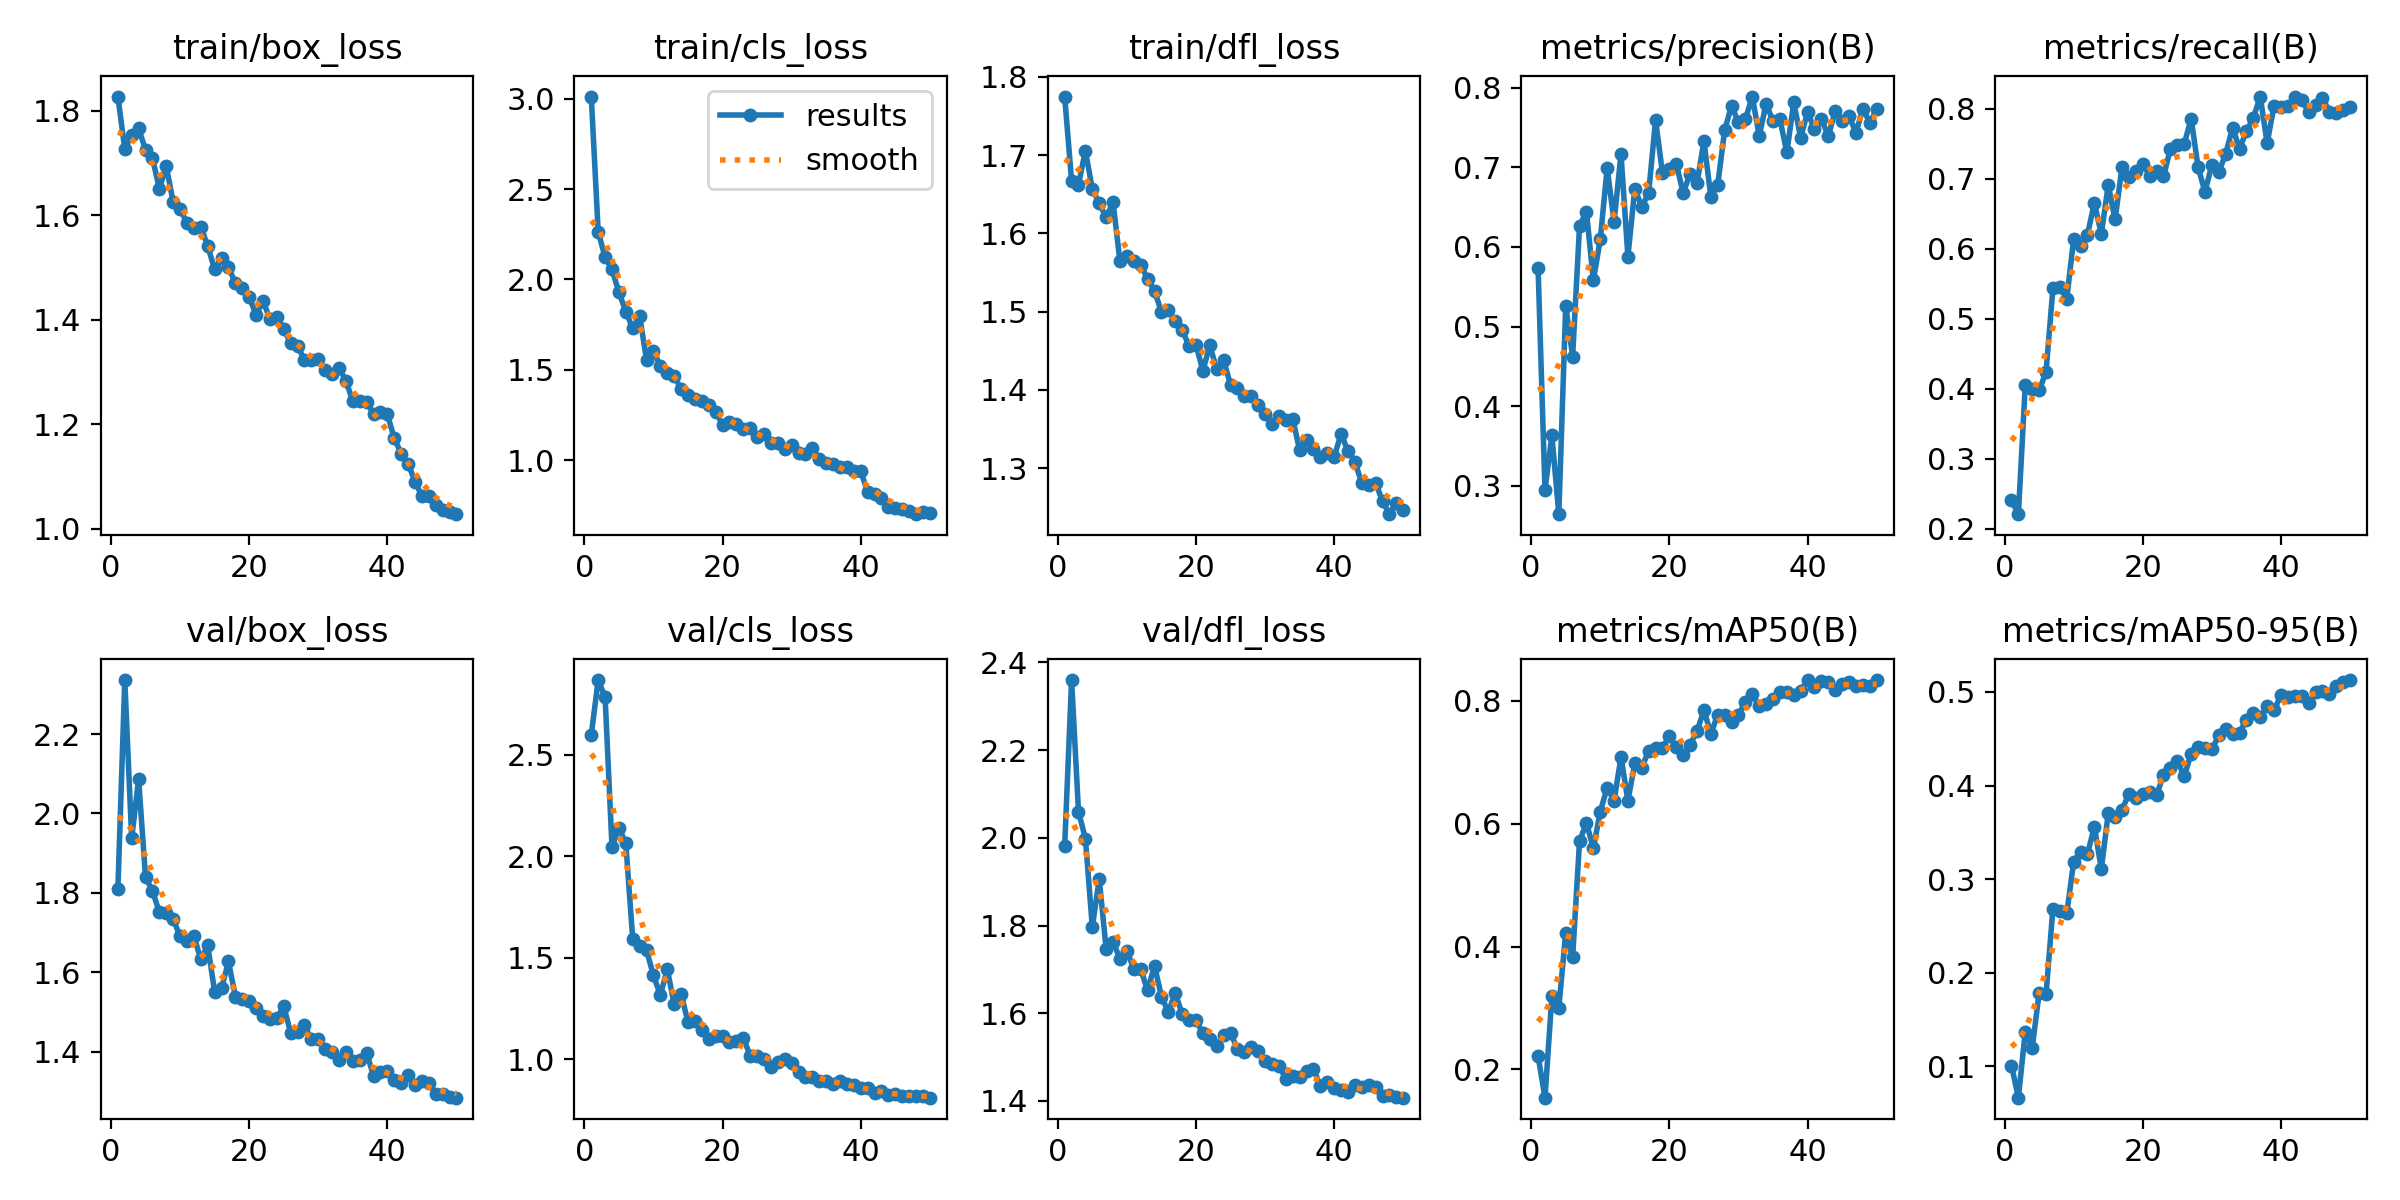 train/box_loss
train/cls_loss
train/dfl_loss
metrics/precision(B)
metrics/recall(B)
1.8
1.6
1.4
1.2
1.0
0 20 40
3.0
2.5
2.0
1.5
1.0
results
smooth
0 20 40
1.8
1.7
1.6
1.5
1.4
1.3
0 20 40
0.8
0.7
0.6
0.5
0.4
0.3
0 20 40
0.8
0.7
0.6
0.5
0.4
0.3
0.2
0 20 40
val/box_loss
val/cls_loss
val/dfl_loss
metrics/mAP50(B)
metrics/mAP50-95(B)
2.2
2.0
1.8
1.6
1.4
0 20 40
2.5
2.0
1.5
1.0
0 20 40
2.4
2.2
2.0
1.8
1.6
1.4
0 20 40
0.8
0.6
0.4
0.2
0 20 40
0.5
0.4
0.3
0.2
0.1
0 20 40